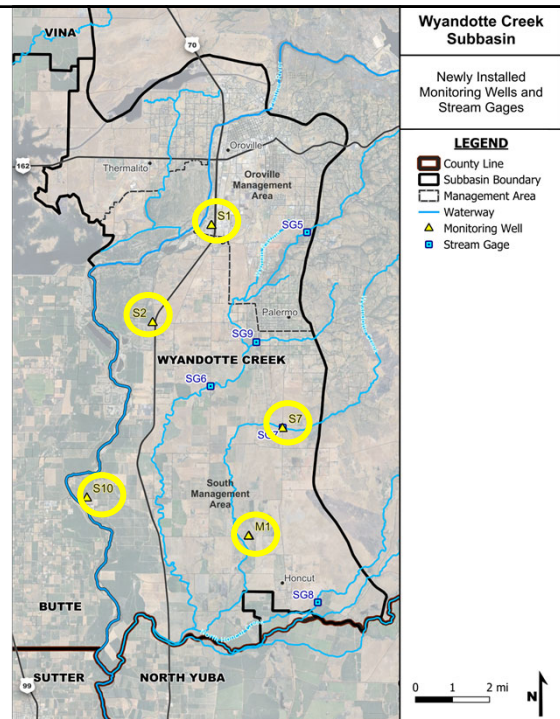 Wyandotte Creek
Subbasin
Newly Installed
Monitoring Wells and
Stream Gages
LEGEND
County Line
Subbasin Boundary
Management Area
Waterway
Monitoring Well
Stream Gage
0 1 2 mi
N
VINA
70
Oroville
162
Thermalito
Oroville
Management
Area
S1
SG5
S2
Palermo
SG9
WYANDOTTE CREEK
SG6
S7
S10
South
Management
Area
M1
Honcut
SG8
BUTTE
SUTTER
NORTH YUBA
99